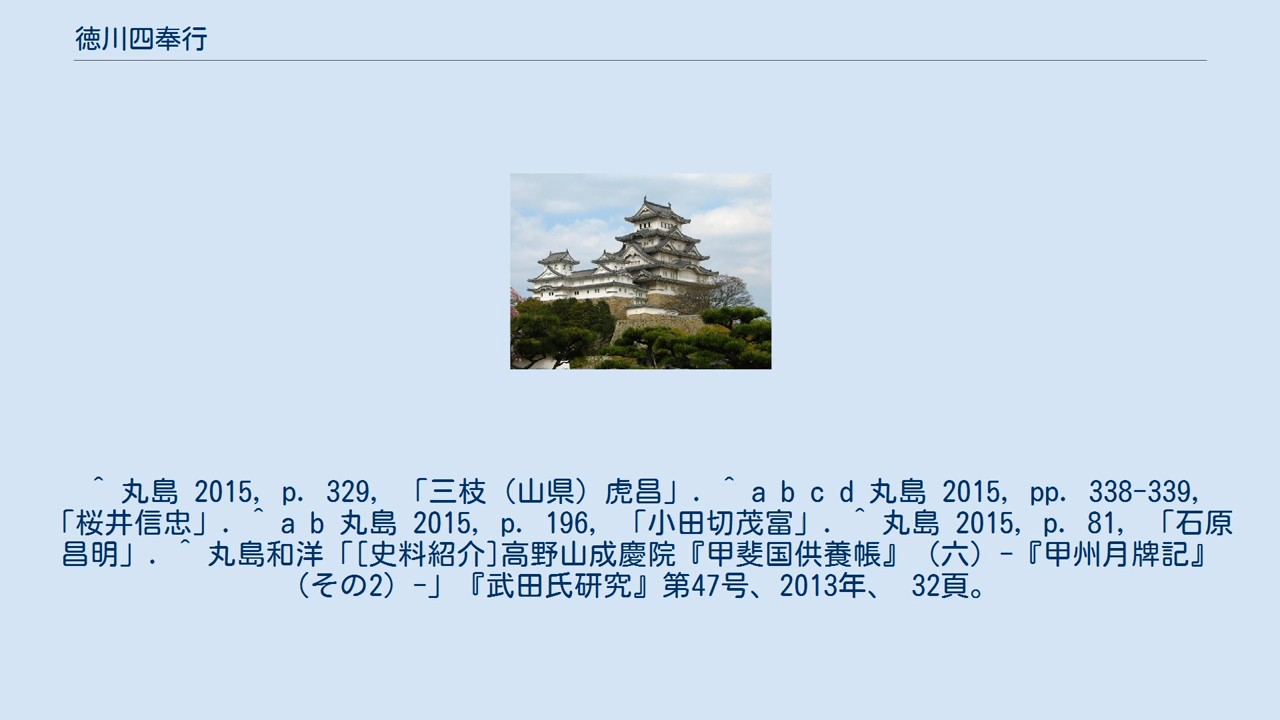 徳川四奉行
^ 丸島 2015, p. 329, 「三枝（山県）虎昌」. ^ a b c d 丸島 2015, pp. 338-339,
「桜井信忠」. ^ a b 丸島 2015, p. 196, 「小田切茂富」. ^ 丸島 2015, p. 81, 「石原
昌明」. ^ 丸島和洋「[史料紹介]高野山成慶院『甲斐国供養帳』（六）-『甲州月牌記』
（その2）-」『武田氏研究』第47号、2013年、 32頁。